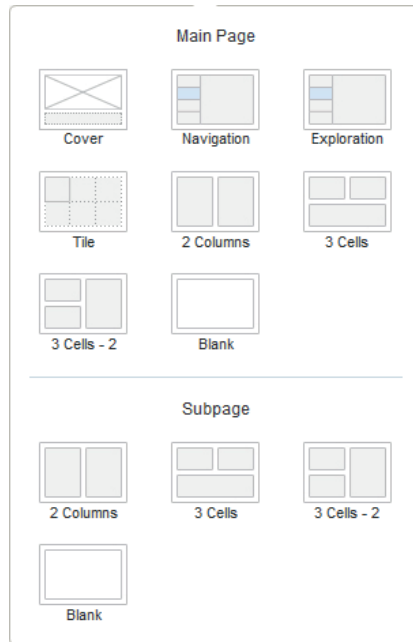 Main Page
Cover
Navigation
Exploration
Tile
2 Columns
3 Cells
3 Cells - 2
Blank
Subpage
2 Columns
3 Cells
3 Cells - 2
Blank